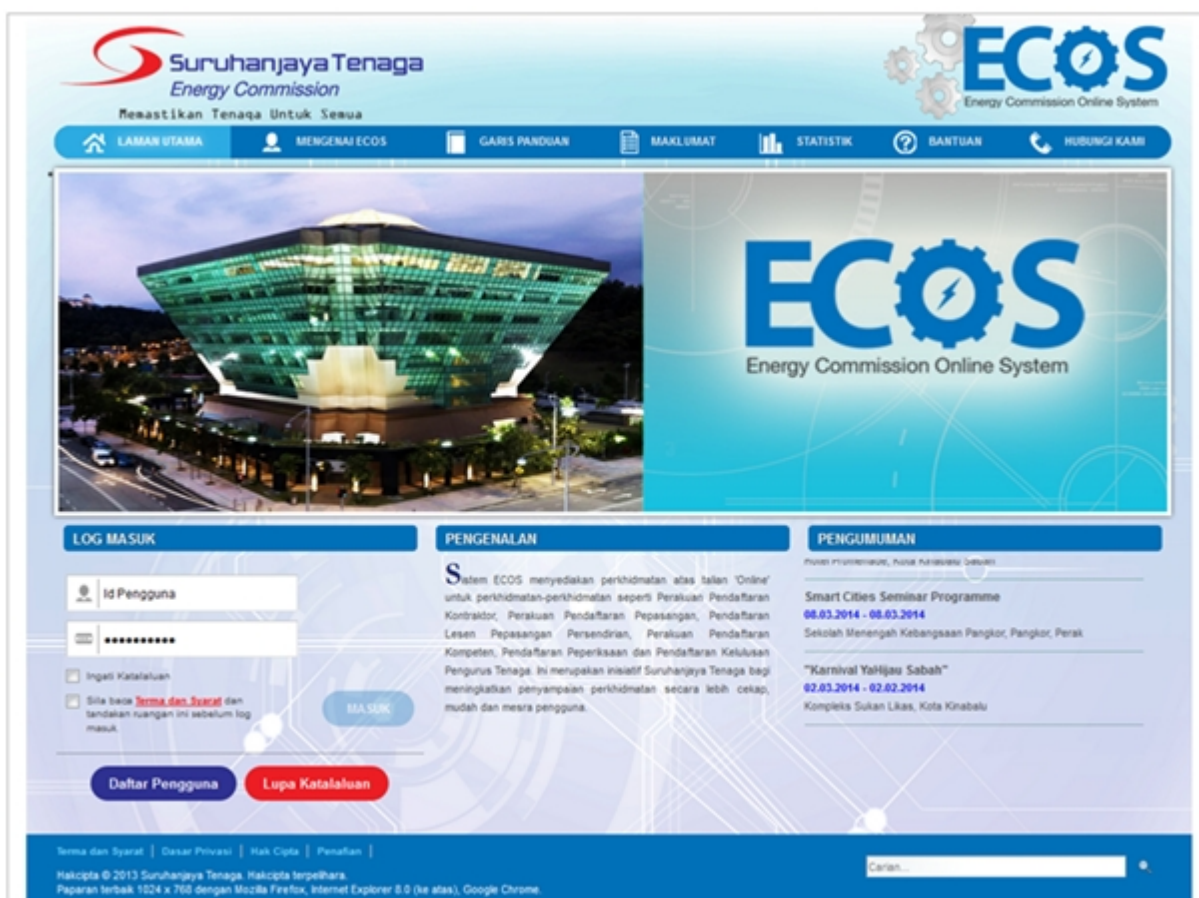 Suruhanjaya Tenaga
Energy Commission
Memastikan Tenaga Untuk Semua
ECOS
Energy Commission Online System
LAMAN UTAMA
MENGENAI ECOS
GARIS PANDUAN
MAKLUMAT
STATISTIK
BANTUAN
HUBUNGI KAMI
ECOS
Energy Commission Online System
LOG MASUK
Id Pengguna
Ingati Katalaluan
Sila baca Terma dan Syarat dan
tandakan ruangan ini sebelum log
masuk
MASUK
Daftar Pengguna
Lupa Katalaluan
PENGENALAN
Sistem ECOS menyediakan perkhidmatan atas talian 'Online'
untuk perkhidmatan-perkhidmatan seperti Perakuan Pendaftaran
Kontraktor, Perakuan Pendaftaran Pepasangan, Pendaftaran
Lesen Pepasangan Persendirian, Perakuan Pendaftaran
Kompeten, Pendaftaran Peperiksaan dan Pendaftaran Kelulusan
Pengurus Tenaga. Ini merupakan inisiatif Suruhanjaya Tenaga bagi
meningkatkan penyampaian perkhidmatan secara lebih cekap,
mudah dan mesra pengguna.
PENGUMUMAN
Hotel Promenade, Kota Kinabalu Sabah
Smart Cities Seminar Programme
08.03.2014 - 08.03.2014
Sekolah Menengah Kebangsaan Pangkor, Pangkor, Perak
"Karnival YaHijau Sabah"
02.03.2014 - 02.02.2014
Kompleks Sukan Likas, Kota Kinabalu
Terma dan Syarat | Dasar Privasi | Hak Cipta | Penafian |
Hakcipta © 2013 Suruhanjaya Tenaga. Hakcipta terpelihara.
Paparan terbaik 1024 x 768 dengan Mozilla Firefox, Internet Explorer 8.0 (ke atas), Google Chrome.
Carian...